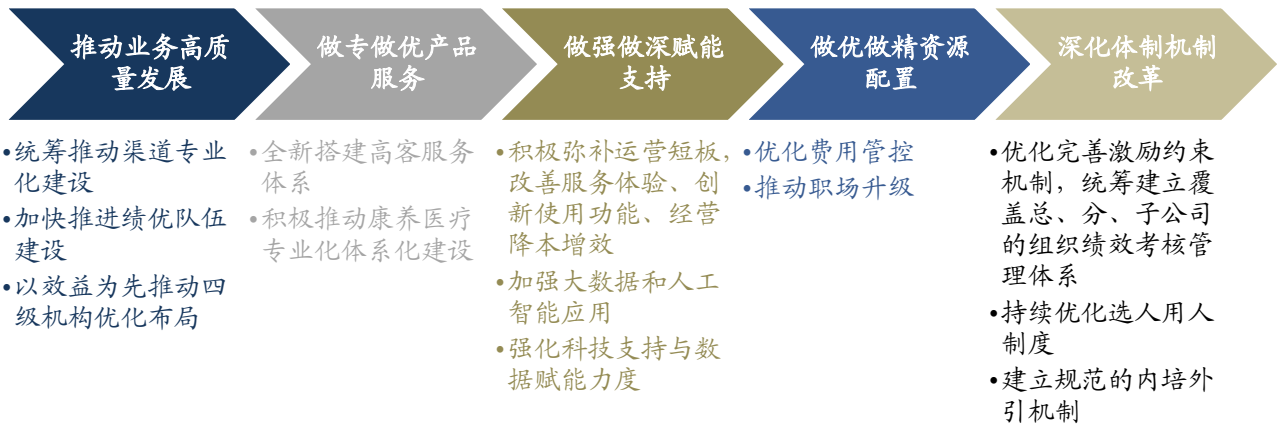 推动业务高质
量发展
•统筹推动渠道专业
化建设
•加快推进绩优队伍
建设
•以效益为先推动四
级机构优化布局
做专做优产品
服务
•全新搭建高客服务
体系
•积极推动康养医疗
专业化体系化建设
做强做深赋能
支持
•积极弥补运营短板，
改善服务体验、创
新使用功能、经营
降本增效
•加强大数据和人工
智能应用
•强化科技支持与数
据赋能力度
做优做精资源
配置
•优化费用管控
•推动职场升级
深化体制机制
改革
•优化完善激励约束
机制，统筹建立覆
盖总、分、子公司
的组织绩效考核管
理体系
•持续优化选人用人
制度
•建立规范的内培外
引机制